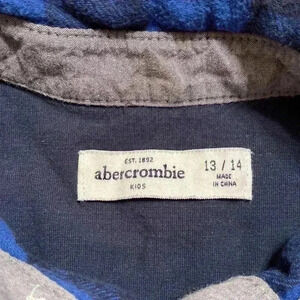 EST. 1892
abercrombie
KIDS
13 / 14
MADE
IN CHINA